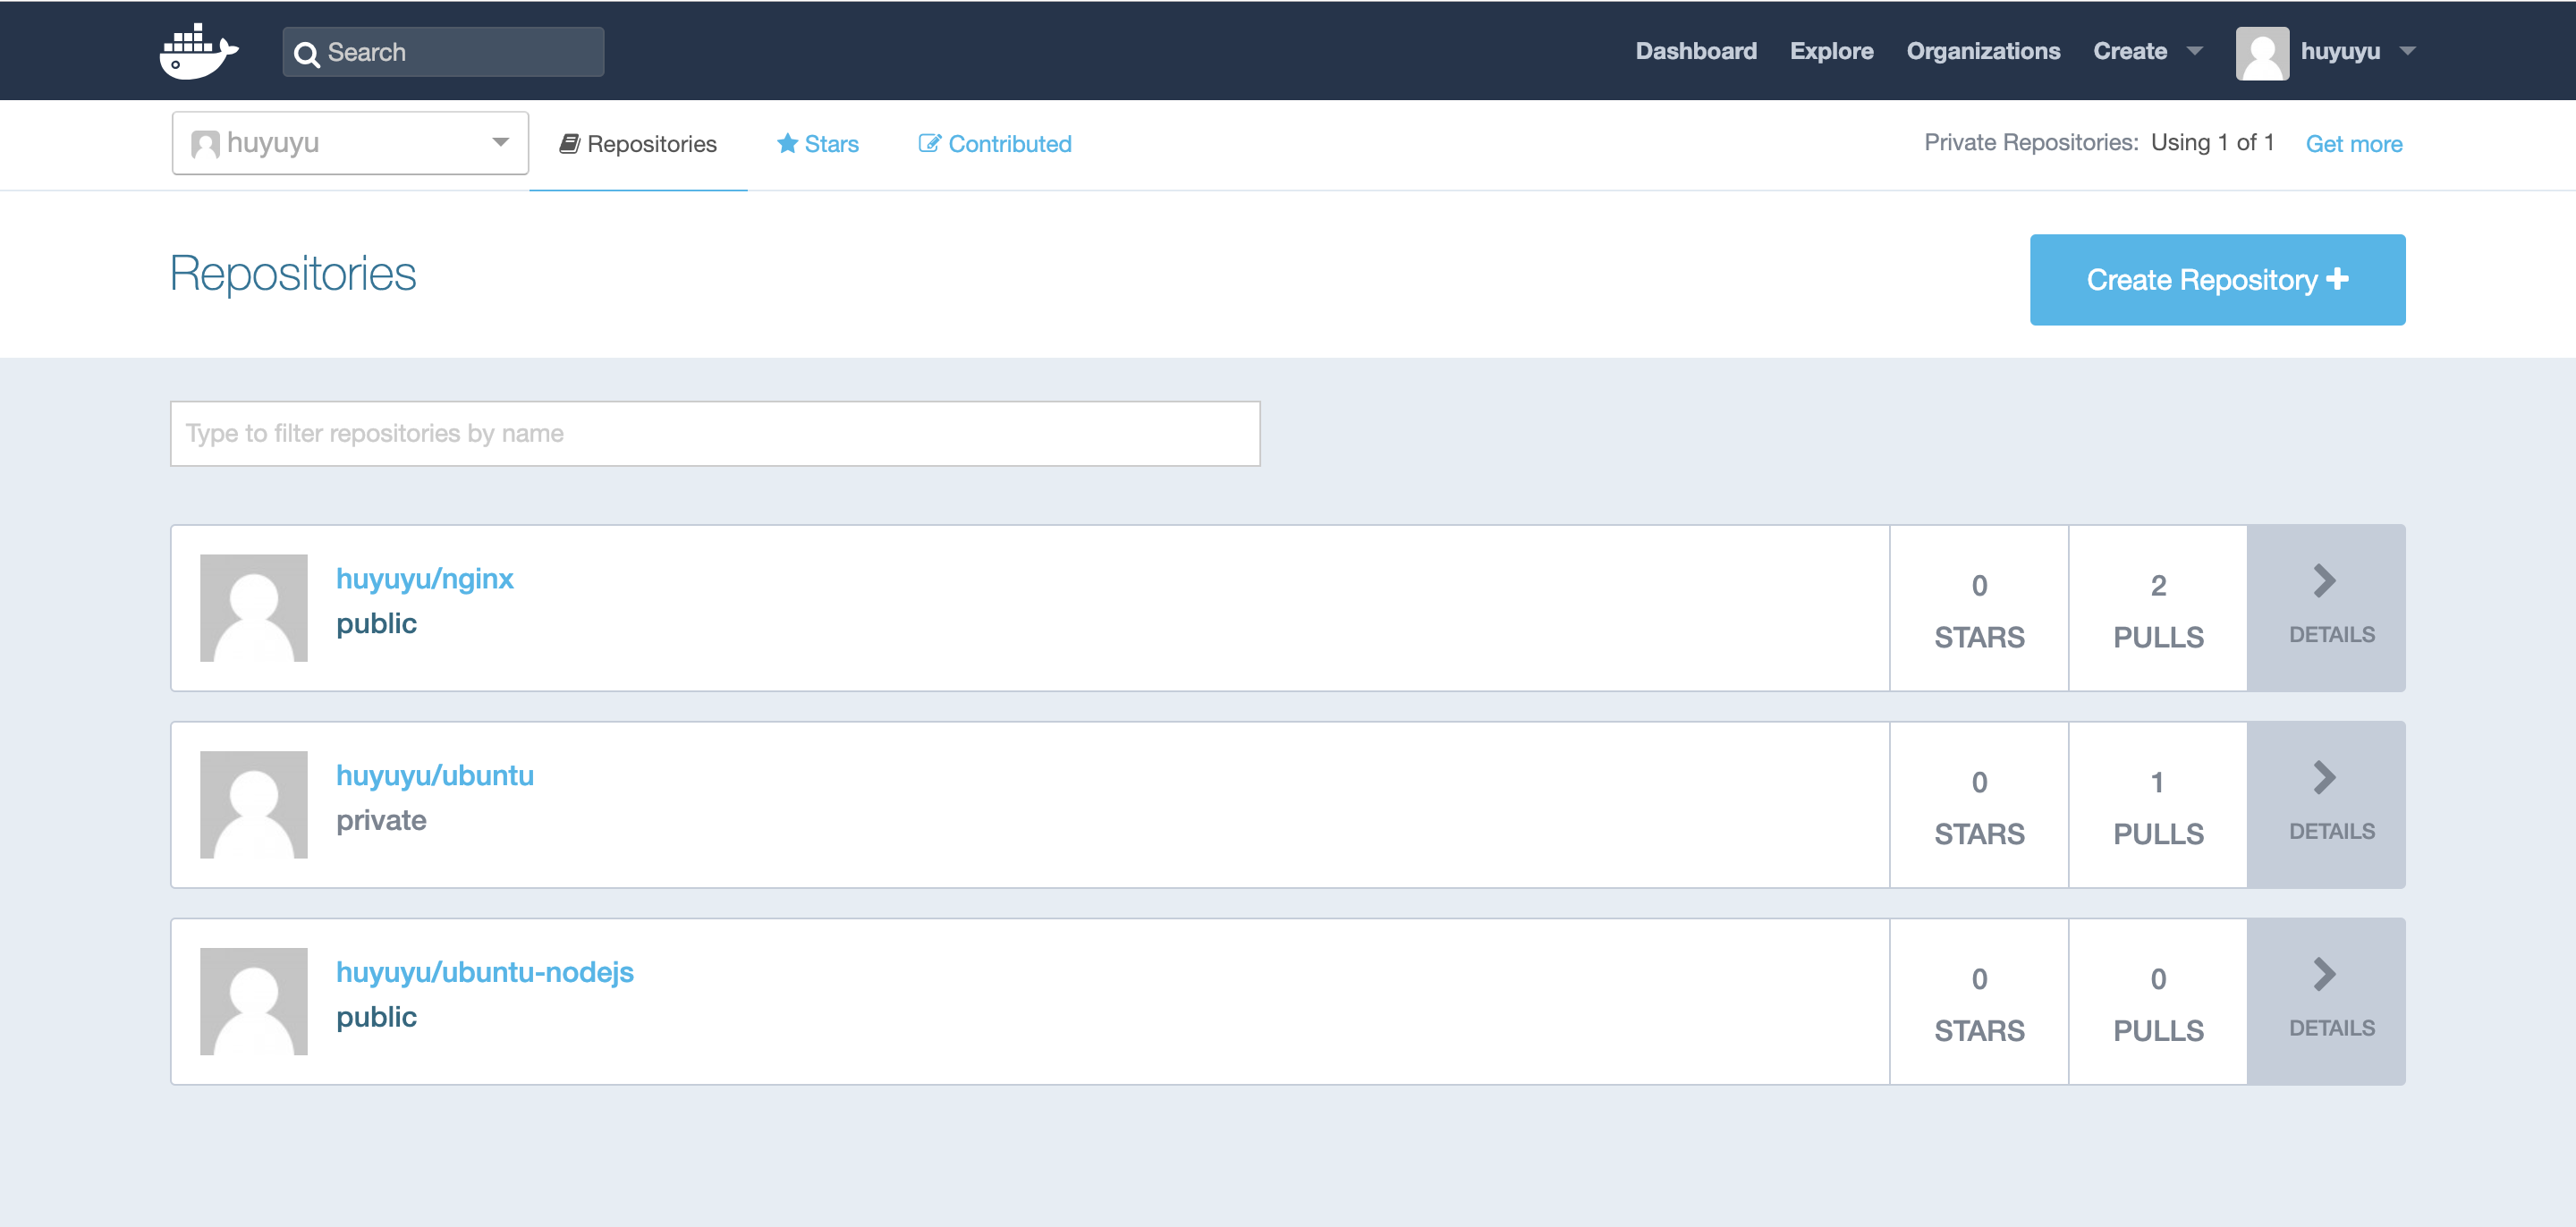 Search
Dashboard Explore Organizations Create huyuyu
huyuyu Repositories Stars Contributed Private Repositories: Using 1 of 1 Get more
Repositories
Create Repository
Type to filter repositories by name
huyuyu/nginx
public
0
STARS
2
PULLS
DETAILS
huyuyu/ubuntu
private
0
STARS
1
PULLS
DETAILS
huyuyu/ubuntu-nodejs
public
0
STARS
0
PULLS
DETAILS